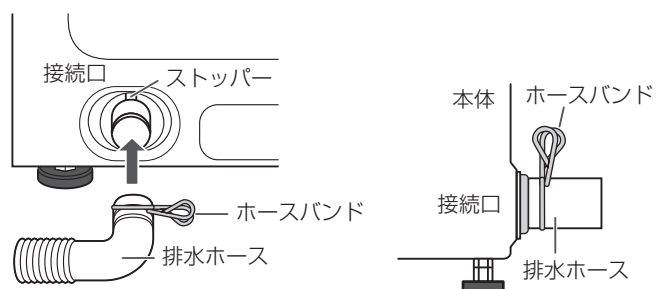 接続口
ストッパー
ホースバンド
排水ホース
本体
ホースバンド
接続口
排水ホース